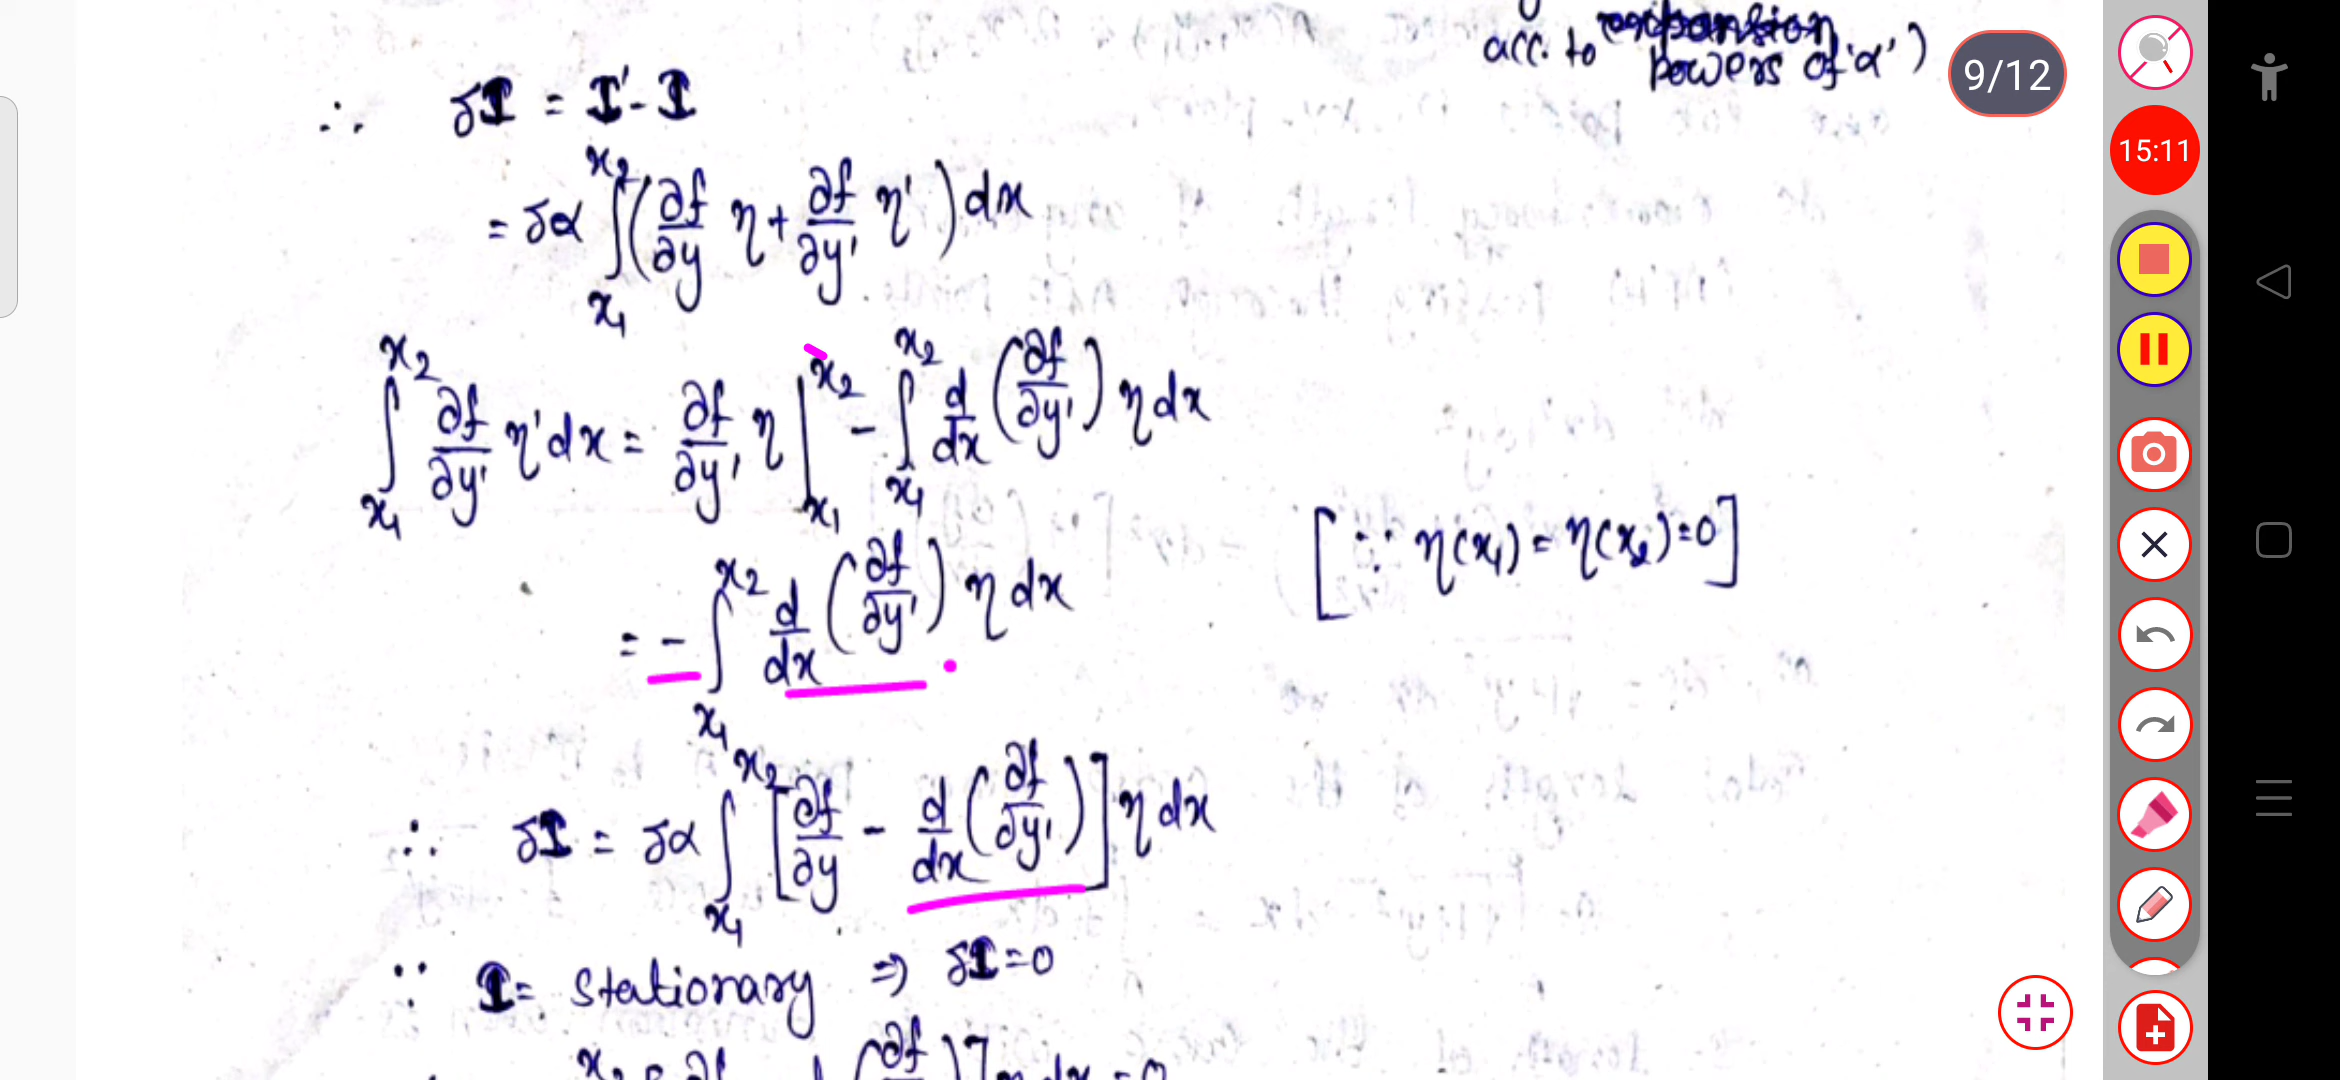 acc. to powers of 'α')
9/12
15:11
∴ δI = I' - I
= δα ∫_{x₁}^{x₂} (∂f/∂y η + ∂f/∂y' η') dx
∫_{x₁}^{x₂} ∂f/∂y' η' dx = ∂f/∂y' η |_{x₁}^{x₂} - ∫_{x₁}^{x₂} d/dx (∂f/∂y') η dx
= - ∫_{x₁}^{x₂} d/dx (∂f/∂y') η dx [∵ η(x₁) = η(x₂) = 0]
∴ δI = δα ∫_{x₁}^{x₂} [∂f/∂y - d/dx (∂f/∂y')] η dx
∵ I = stationary ⇒ δI = 0